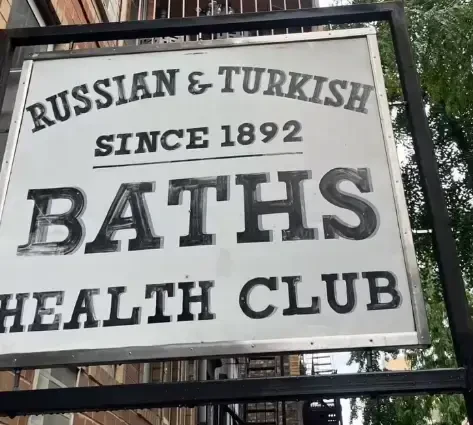 RUSSIAN & TURKISH
SINCE 1892
BATHS
HEALTH CLUB